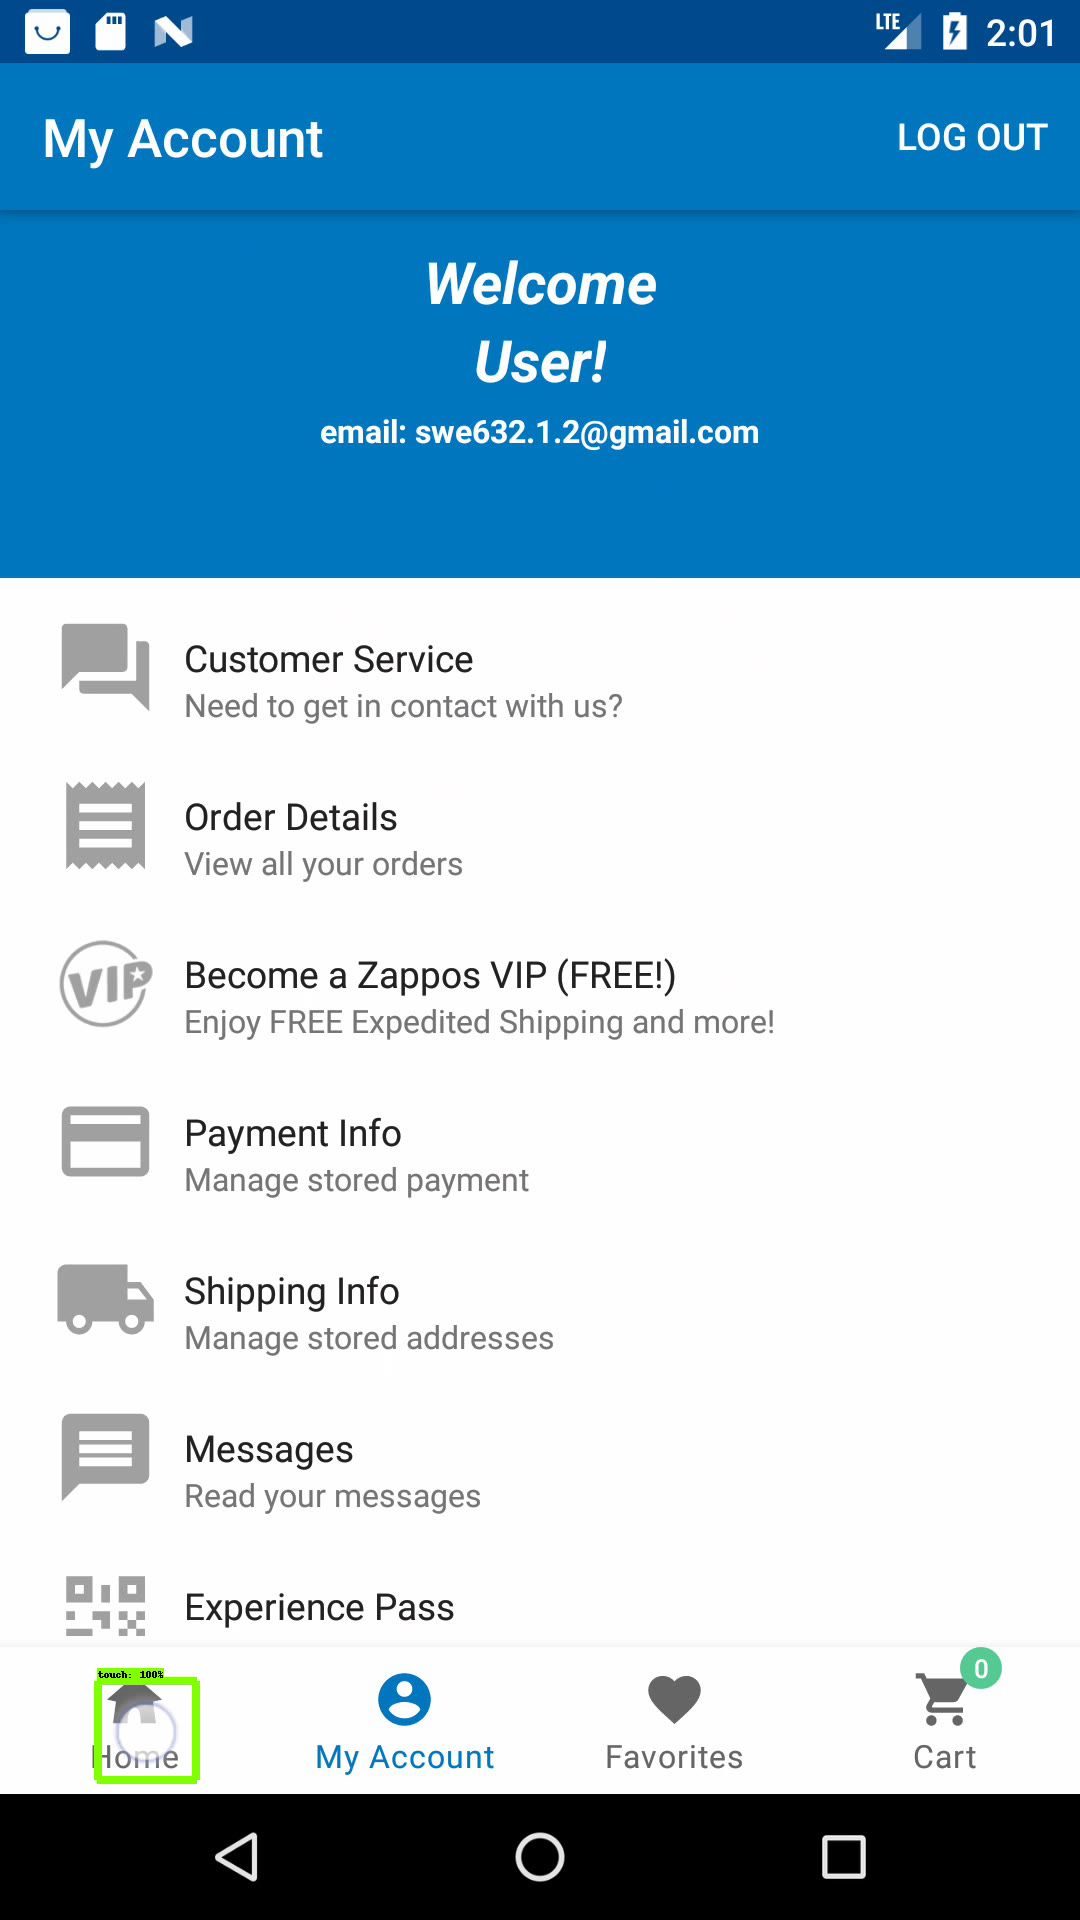 LTE 2:01
My Account LOG OUT
Welcome
User!
email: swe632.1.2@gmail.com
Customer Service
Need to get in contact with us?
Order Details
View all your orders
VIP
Become a Zappos VIP (FREE!)
Enjoy FREE Expedited Shipping and more!
Payment Info
Manage stored payment
Shipping Info
Manage stored addresses
Messages
Read your messages
Experience Pass
touch: 100%
0
Home My Account Favorites Cart